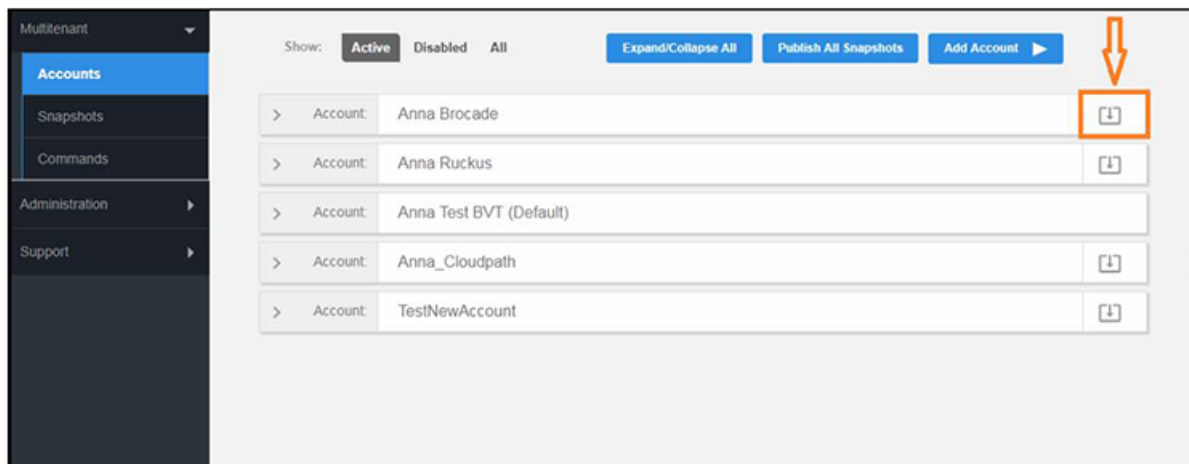 Multitenant
Accounts
Snapshots
Commands
Administration
Support
Show: Active Disabled All Expand/Collapse All Publish All Snapshots Add Account
Account: Anna Brocade
Account: Anna Ruckus
Account: Anna Test BVT (Default)
Account: Anna_Cloudpath
Account: TestNewAccount